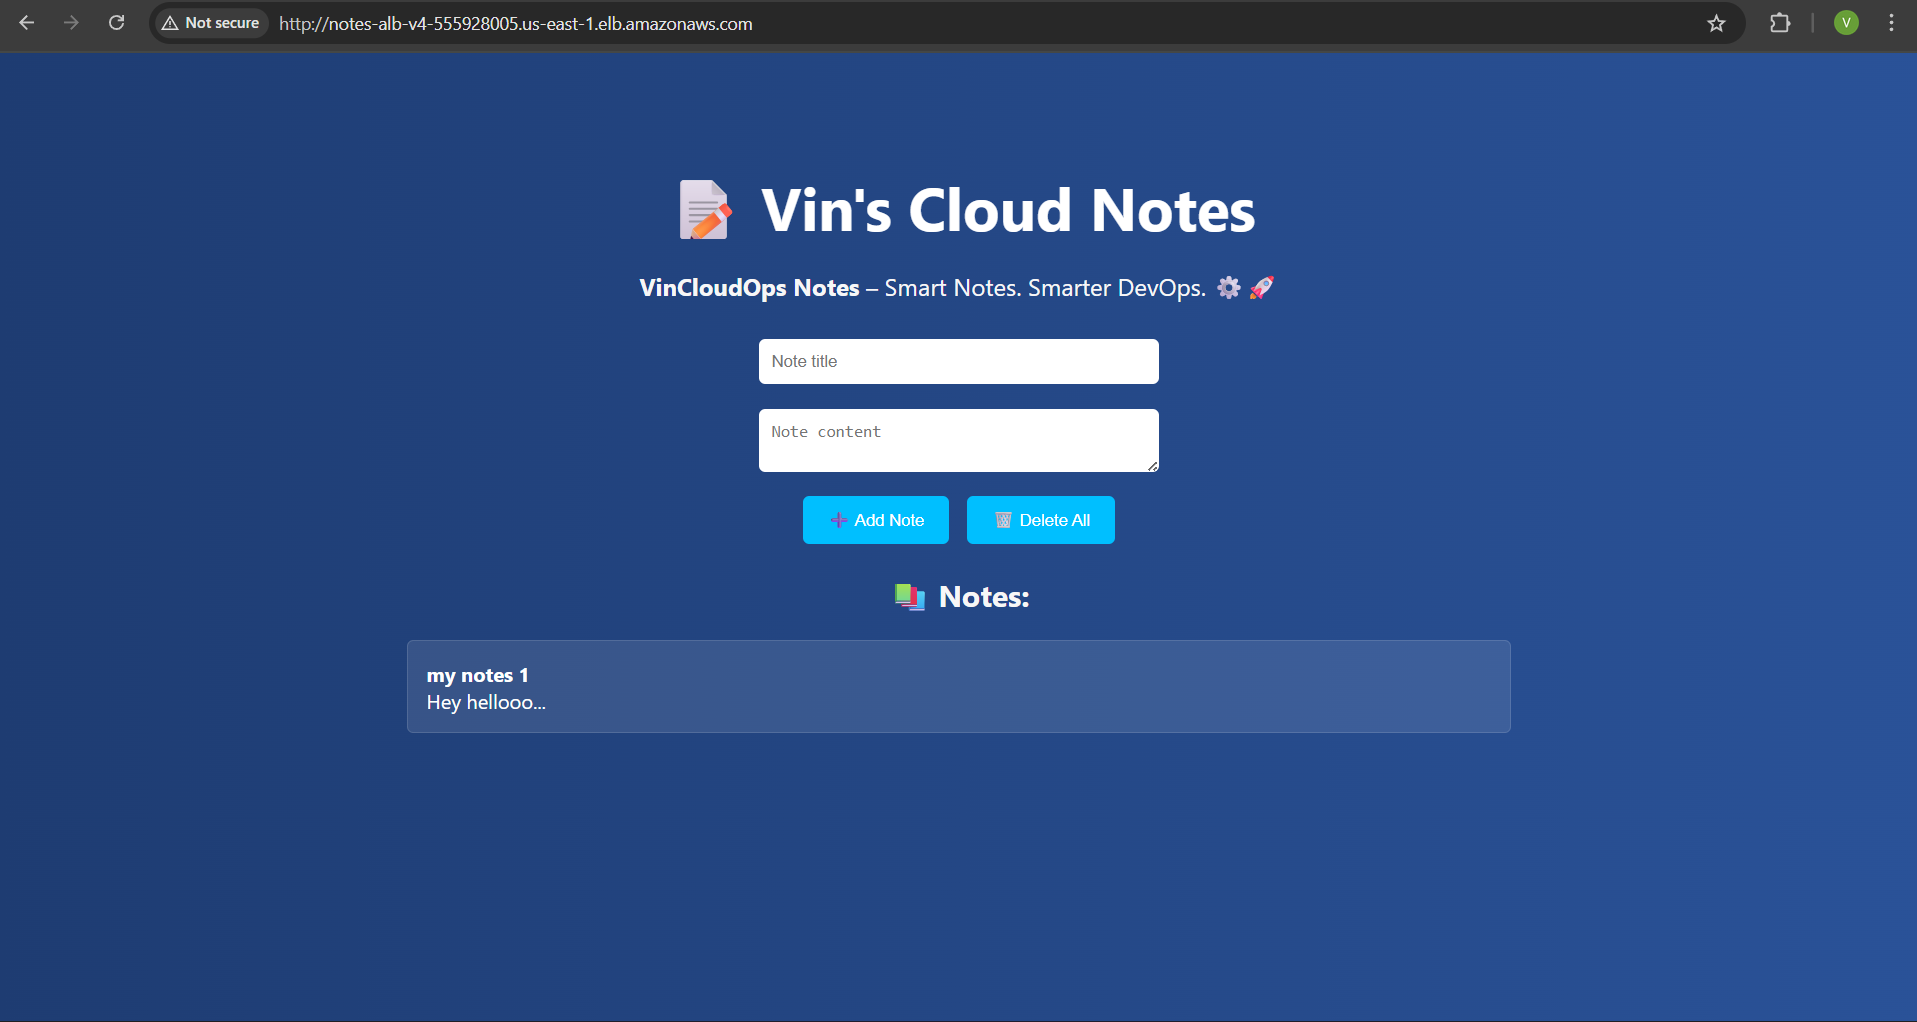 Not secure http://notes-alb-v4-555928005.us-east-1.elb.amazonaws.com V
Vin's Cloud Notes
VinCloudOps Notes – Smart Notes. Smarter DevOps.
Note title
Note content
Add Note Delete All
Notes:
my notes 1
Hey hellooo...